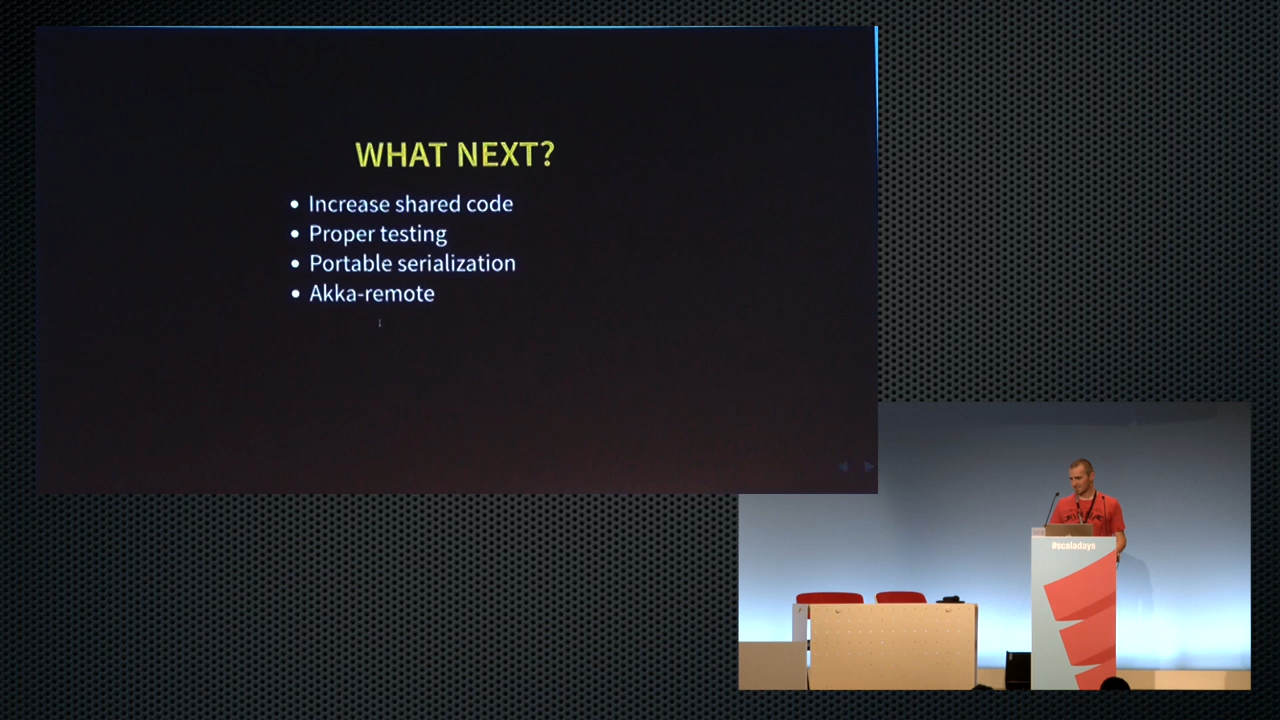 WHAT NEXT?
• Increase shared code
• Proper testing
• Portable serialization
• Akka-remote
#scaladays